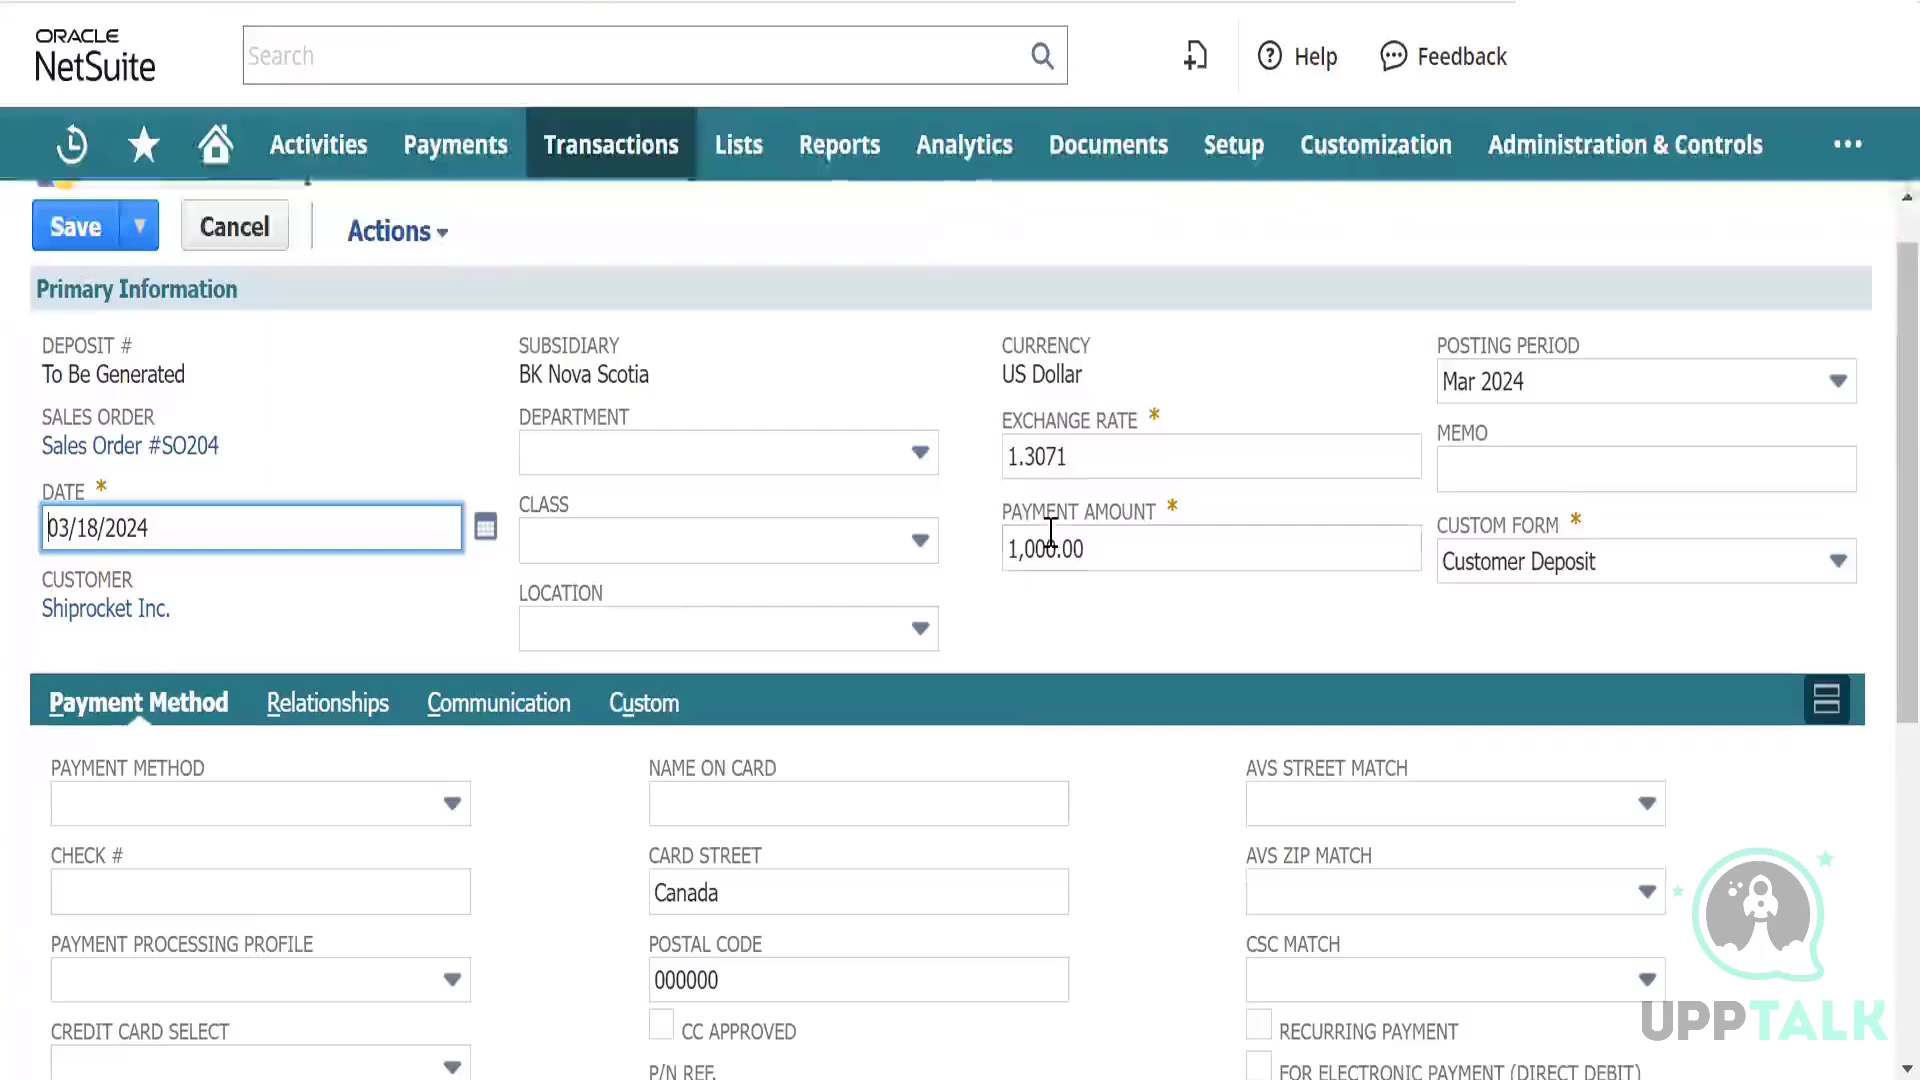 ORACLE
NetSuite
Search
Help
Feedback
Activities
Payments
Transactions
Lists
Reports
Analytics
Documents
Setup
Customization
Administration & Controls
Save
Cancel
Actions
Primary Information
DEPOSIT #
To Be Generated
SALES ORDER
Sales Order #SO204
DATE *
03/18/2024
CUSTOMER
Shiprocket Inc.
SUBSIDIARY
BK Nova Scotia
DEPARTMENT
CLASS
LOCATION
CURRENCY
US Dollar
EXCHANGE RATE *
1.3071
PAYMENT AMOUNT *
1,000.00
POSTING PERIOD
Mar 2024
MEMO
CUSTOM FORM *
Customer Deposit
Payment Method
Relationships
Communication
Custom
PAYMENT METHOD
CHECK #
PAYMENT PROCESSING PROFILE
CREDIT CARD SELECT
NAME ON CARD
CARD STREET
Canada
POSTAL CODE
000000
CC APPROVED
P/N REF.
AVS STREET MATCH
AVS ZIP MATCH
CSC MATCH
RECURRING PAYMENT
FOR ELECTRONIC PAYMENT (DIRECT DEBIT)
UPPTALK